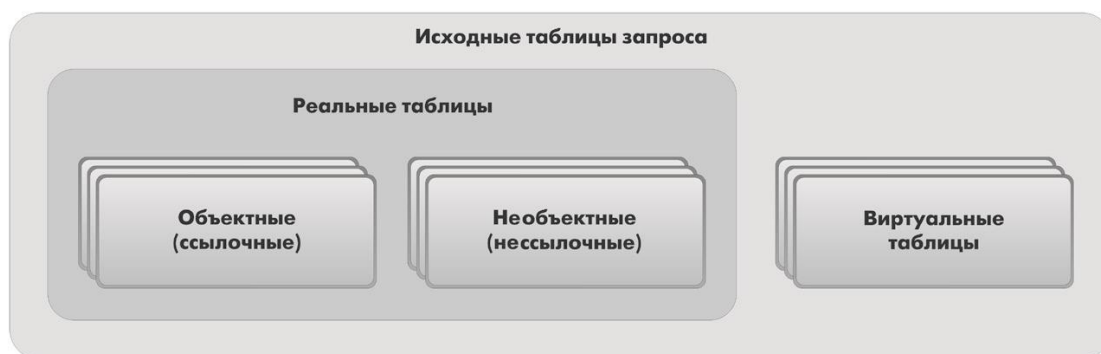 Исходные таблицы запроса
Реальные таблицы
Объектные
(ссылочные)
Необъектные
(нессылочные)
Виртуальные
таблицы